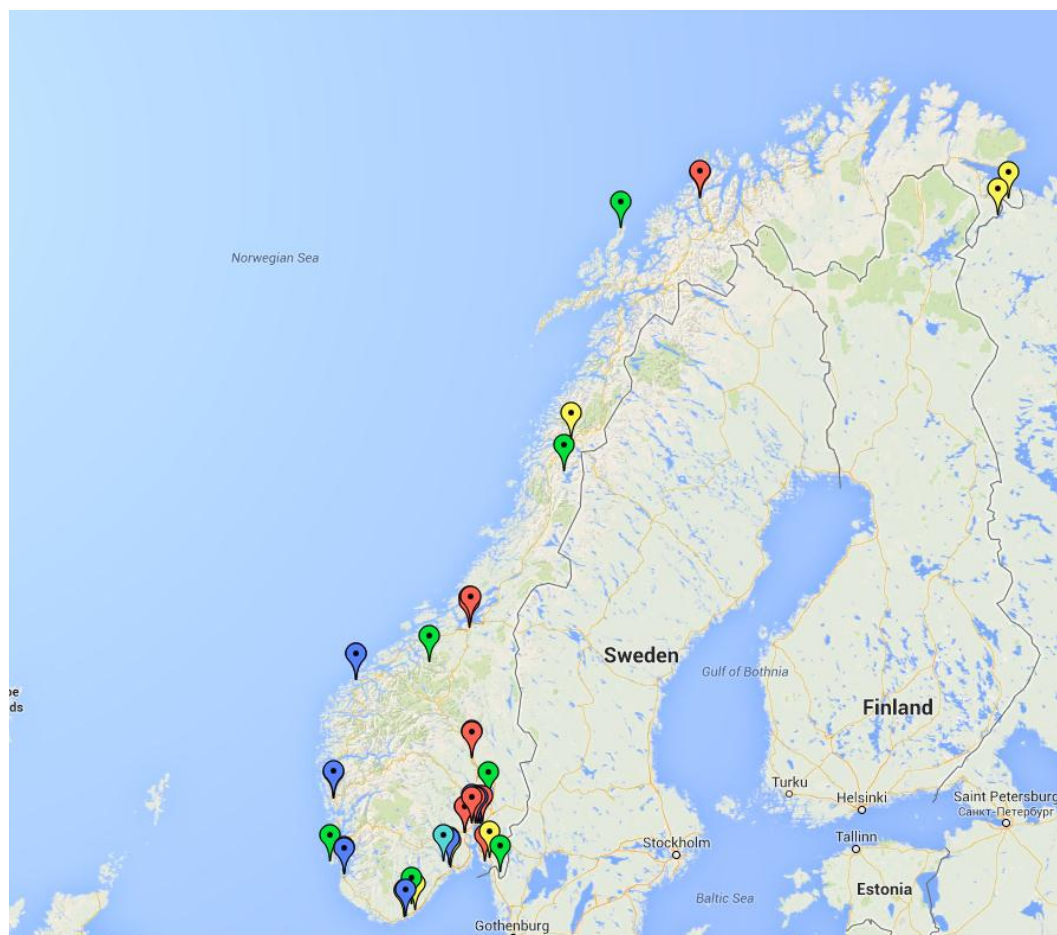 Norwegian Sea
Sweden
Gulf of Bothnia
Finland
Turku
Helsinki
Saint Petersburg
Санкт-Петербург
Tallinn
Stockholm
Estonia
Baltic Sea
Gothenburg
ds